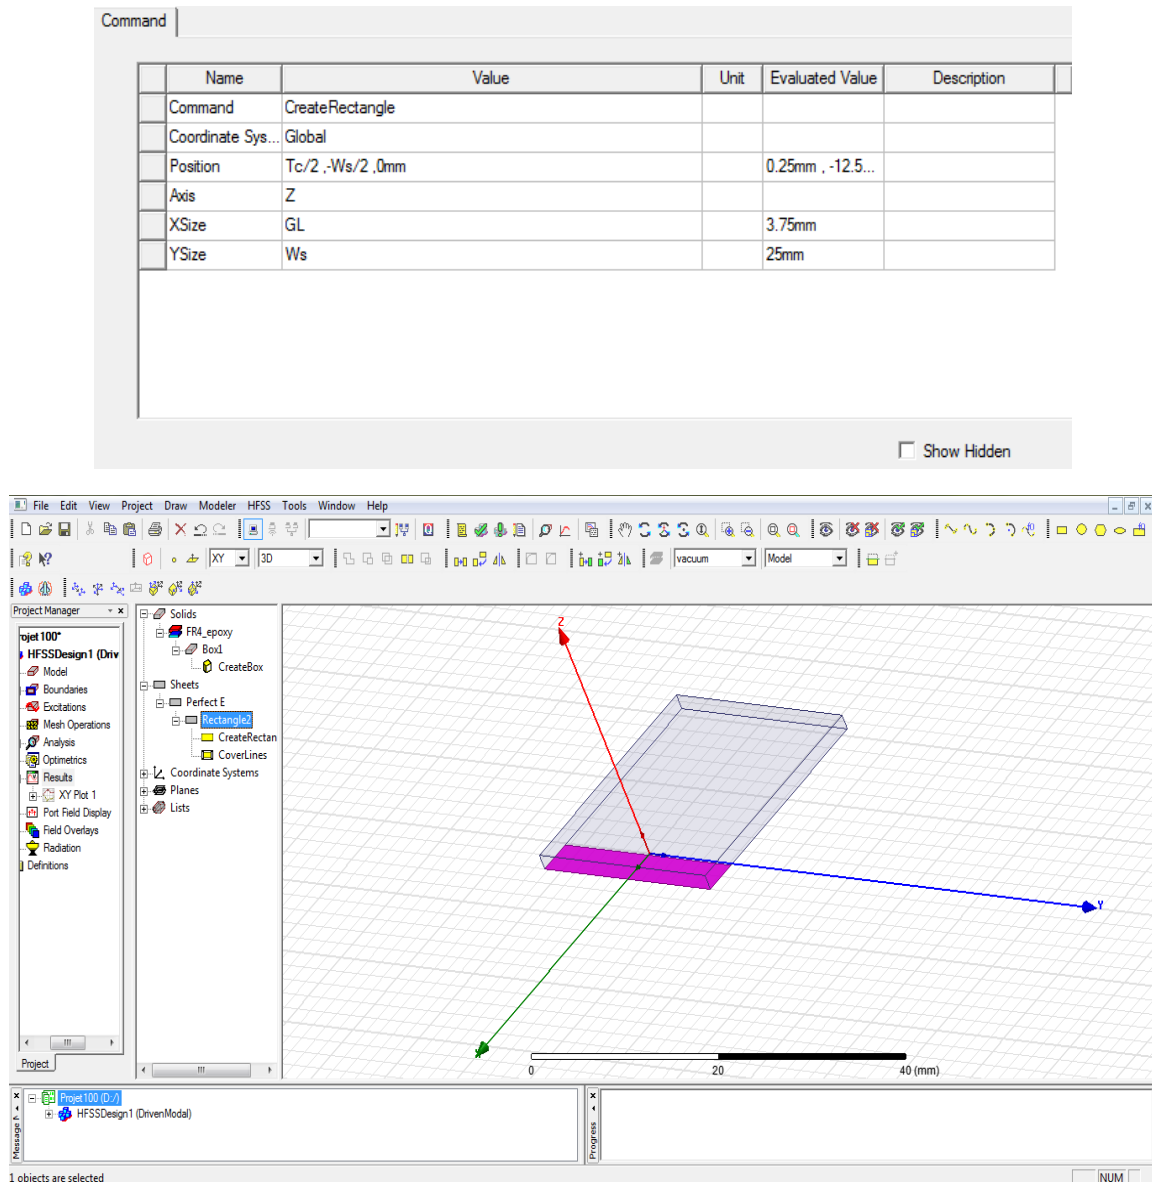 Command
Name Value Unit Evaluated Value Description
Command CreateRectangle
Coordinate Sys... Global
Position Tc/2 ,-Ws/2 ,0mm 0.25mm , -12.5...
Axis Z
XSize GL 3.75mm
YSize Ws 25mm
Show Hidden
File Edit View Project Draw Modeler HFSS Tools Window Help
XY 3D vacuum Model
Project Manager
rojet100*
HFSSDesign1 (Driv
Model
Boundaries
Excitations
Mesh Operations
Analysis
Optimetrics
Results
XY Plot 1
Port Field Display
Field Overlays
Radiation
Definitions
Project
Solids
FR4_epoxy
Box1
CreateBox
Sheets
Perfect E
Rectangle2
CreateRectan
CoverLines
Coordinate Systems
Planes
Lists
Z
Y
0 20 40 (mm)
Message
Projet100 (D:/)
HFSSDesign1 (DrivenModal)
Progress
1 objects are selected
NUM